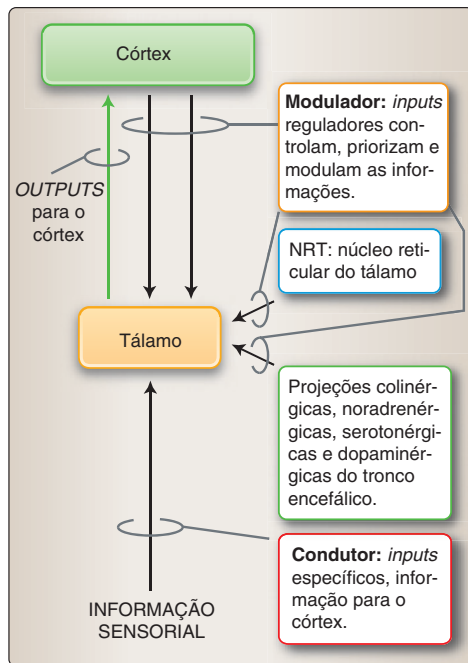 Córtex
Modulador: inputs
reguladores con-
trolam, priorizam e
modulam as infor-
mações.
OUTPUTS
para o
córtex
NRT: núcleo reti-
cular do tálamo
Tálamo
Projeções colinér-
gicas, noradrenér-
gicas, serotonérgi-
cas e dopaminér-
gicas do tronco
encefálico.
Condutor: inputs
específicos, infor-
mação para o
córtex.
INFORMAÇÃO
SENSORIAL